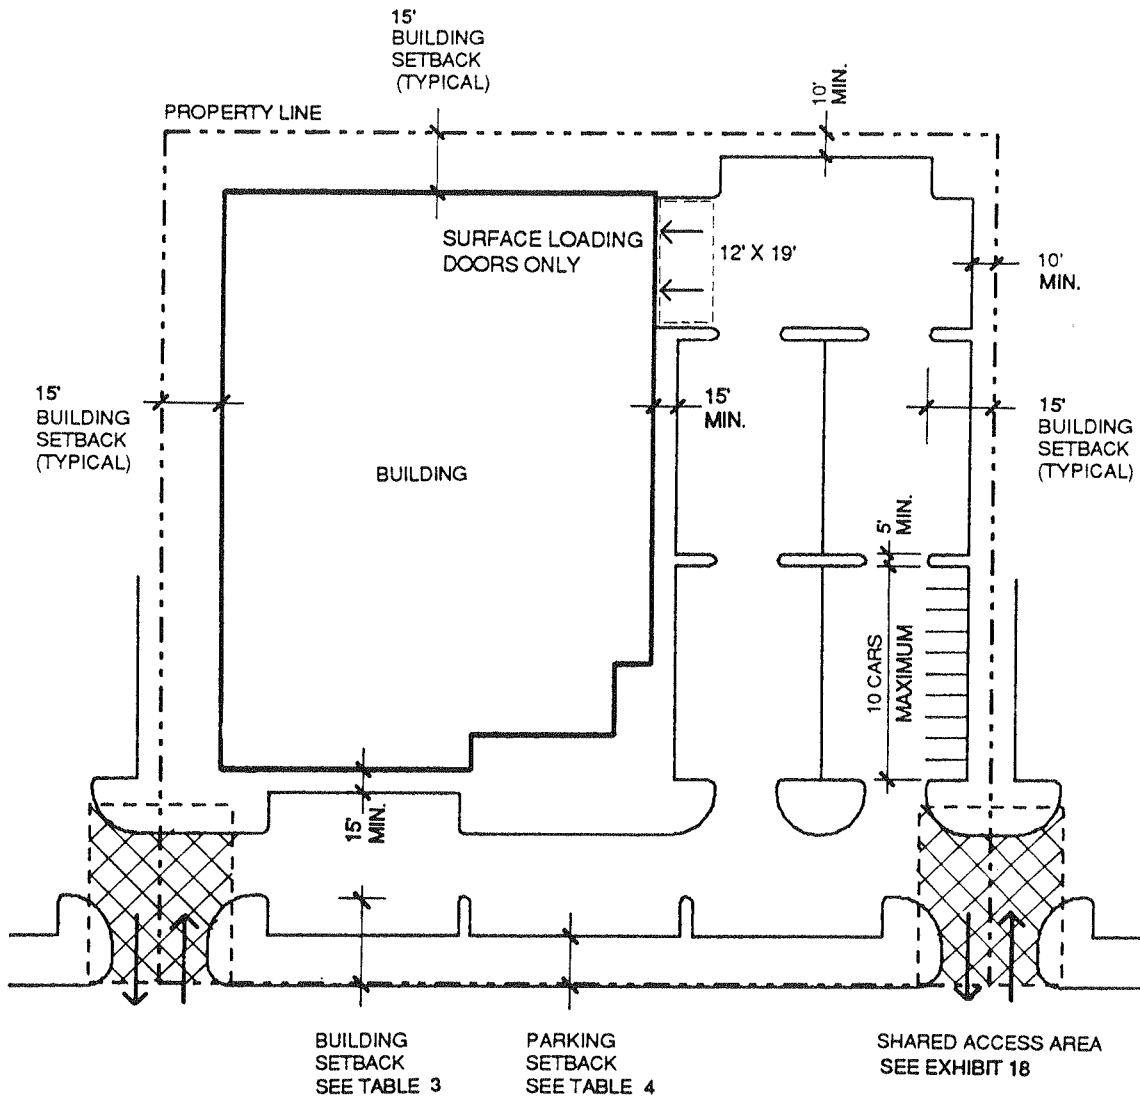 15'
BUILDING
SETBACK
(TYPICAL)
10'
MIN.
PROPERTY LINE
SURFACE LOADING
DOORS ONLY
12' X 19'
10'
MIN.
15'
BUILDING
SETBACK
(TYPICAL)
15'
MIN.
15'
BUILDING
SETBACK
(TYPICAL)
BUILDING
5'
MIN.
10 CARS
MAXIMUM
15'
MIN.
BUILDING
SETBACK
SEE TABLE 3
PARKING
SETBACK
SEE TABLE 4
SHARED ACCESS AREA
SEE EXHIBIT 18